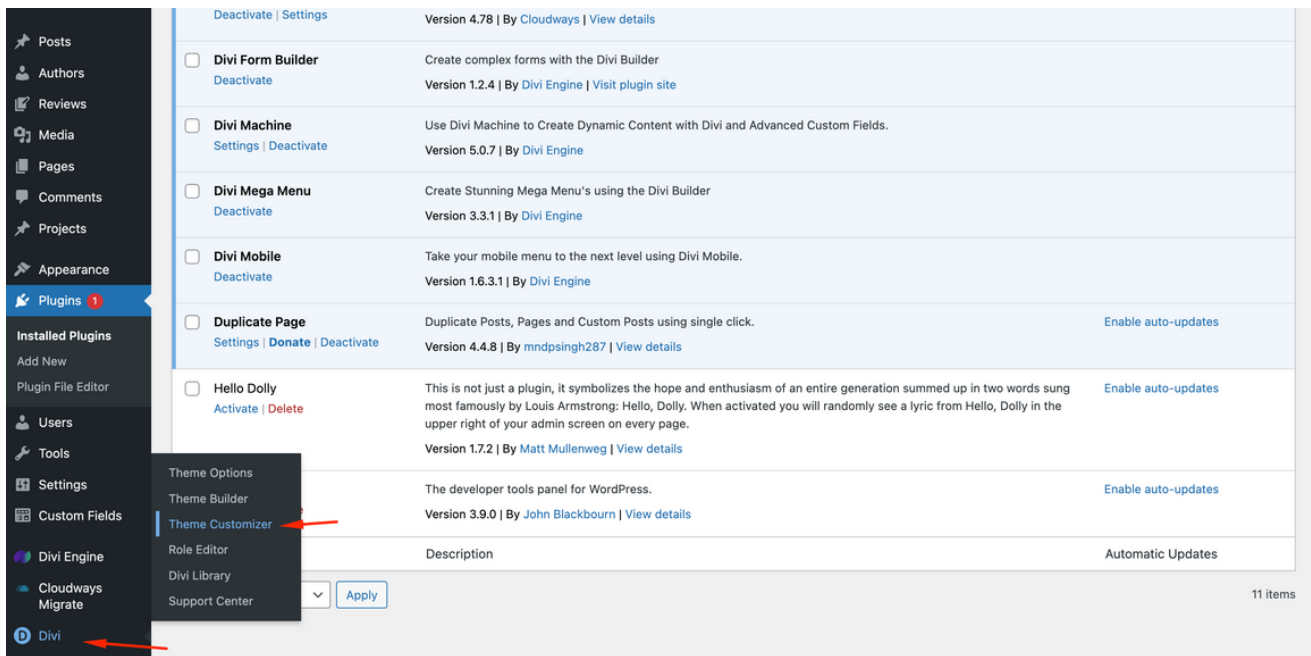 Deactivate | Settings
Version 4.78 | By Cloudways | View details
Posts
Authors
Reviews
Media
Pages
Comments
Projects
Appearance
Plugins 1
Installed Plugins
Add New
Plugin File Editor
Users
Tools
Settings
Custom Fields
Divi Engine
Cloudways
Migrate
Divi
Divi Form Builder
Create complex forms with the Divi Builder
Deactivate
Version 1.2.4 | By Divi Engine | Visit plugin site
Divi Machine
Use Divi Machine to Create Dynamic Content with Divi and Advanced Custom Fields.
Settings | Deactivate
Version 5.0.7 | By Divi Engine
Divi Mega Menu
Create Stunning Mega Menu's using the Divi Builder
Deactivate
Version 3.3.1 | By Divi Engine
Divi Mobile
Take your mobile menu to the next level using Divi Mobile.
Deactivate
Version 1.6.3.1 | By Divi Engine
Duplicate Page
Duplicate Posts, Pages and Custom Posts using single click.
Enable auto-updates
Settings | Donate | Deactivate
Version 4.4.8 | By mndpsingh287 | View details
Hello Dolly
This is not just a plugin, it symbolizes the hope and enthusiasm of an entire generation summed up in two words sung
Enable auto-updates
Activate | Delete
most famously by Louis Armstrong: Hello, Dolly. When activated you will randomly see a lyric from Hello, Dolly in the
upper right of your admin screen on every page.
Version 1.7.2 | By Matt Mullenweg | View details
Theme Options
Theme Builder
Theme Customizer
Role Editor
Divi Library
Support Center
The developer tools panel for WordPress.
Enable auto-updates
Version 3.9.0 | By John Blackbourn | View details
Description
Automatic Updates
Apply
11 items